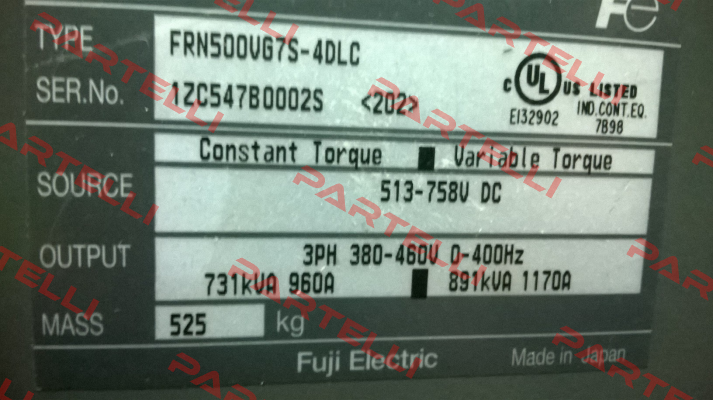 Fe
TYPE FRN500VG7S-4DLC
SER.No. 1ZC547B0002S <202>
C UL US LISTED
E132902 IND.CONT.EQ. 7B98
Constant Torque ■ Variable Torque
SOURCE 513-758V DC
OUTPUT 3PH 380-460V 0-400Hz
731kVA 960A ■ 891kVA 1170A
MASS 525 kg
Fuji Electric Made in Japan
PARTELLI